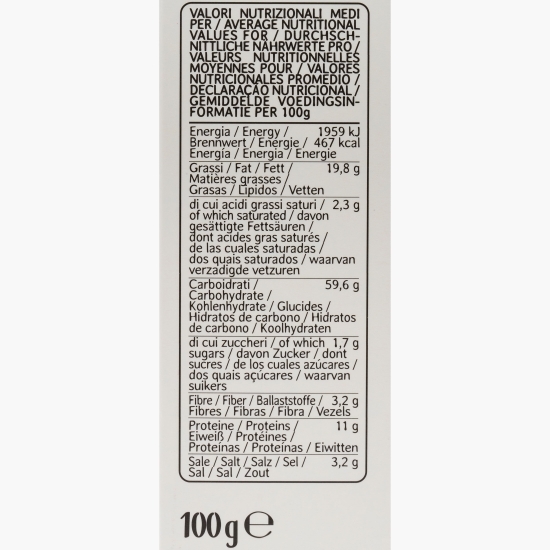 VALORI NUTRIZIONALI MEDI
PER / AVERAGE NUTRITIONAL
VALUES FOR / DURCHSCH-
NITTLICHE NÄHRWERTE PRO /
VALEURS NUTRITIONNELLES
MOYENNES POUR / VALORES
NUTRICIONALES PROMEDIO /
DECLARAÇÃO NUTRICIONAL /
GEMIDDELDE VOEDINGSIN-
FORMATIE PER 100g
Energia / Energy / 1959 kJ
Brennwert / Énergie / 467 kcal
Energía / Energia / Energie
Grassi / Fat / Fett / 19,8 g
Matières grasses /
Grasas / Lípidos / Vetten
di cui acidi grassi saturi / 2,3 g
of which saturated / davon
gesättigte Fettsäuren /
dont acides gras saturés /
de las cuales saturadas /
dos quais saturados / waarvan
verzadigde vetzuren
Carboidrati / 59,6 g
Carbohydrate /
Kohlenhydrate / Glucides /
Hidratos de carbono / Hidratos
de carbono / Koolhydraten
di cui zuccheri / of which 1,7 g
sugars / davon Zucker / dont
sucres / de los cuales azúcares /
dos quais açúcares / waarvan
suikers
Fibre / Fiber / Ballaststoffe / 3,2 g
Fibres / Fibras / Fibra / Vezels
Proteine / Proteins / 11 g
Eiweiß / Protéines /
Proteínas / Proteínas / Eiwitten
Sale / Salt / Salz / Sel / 3,2 g
Sal / Sal / Zout
100g℮